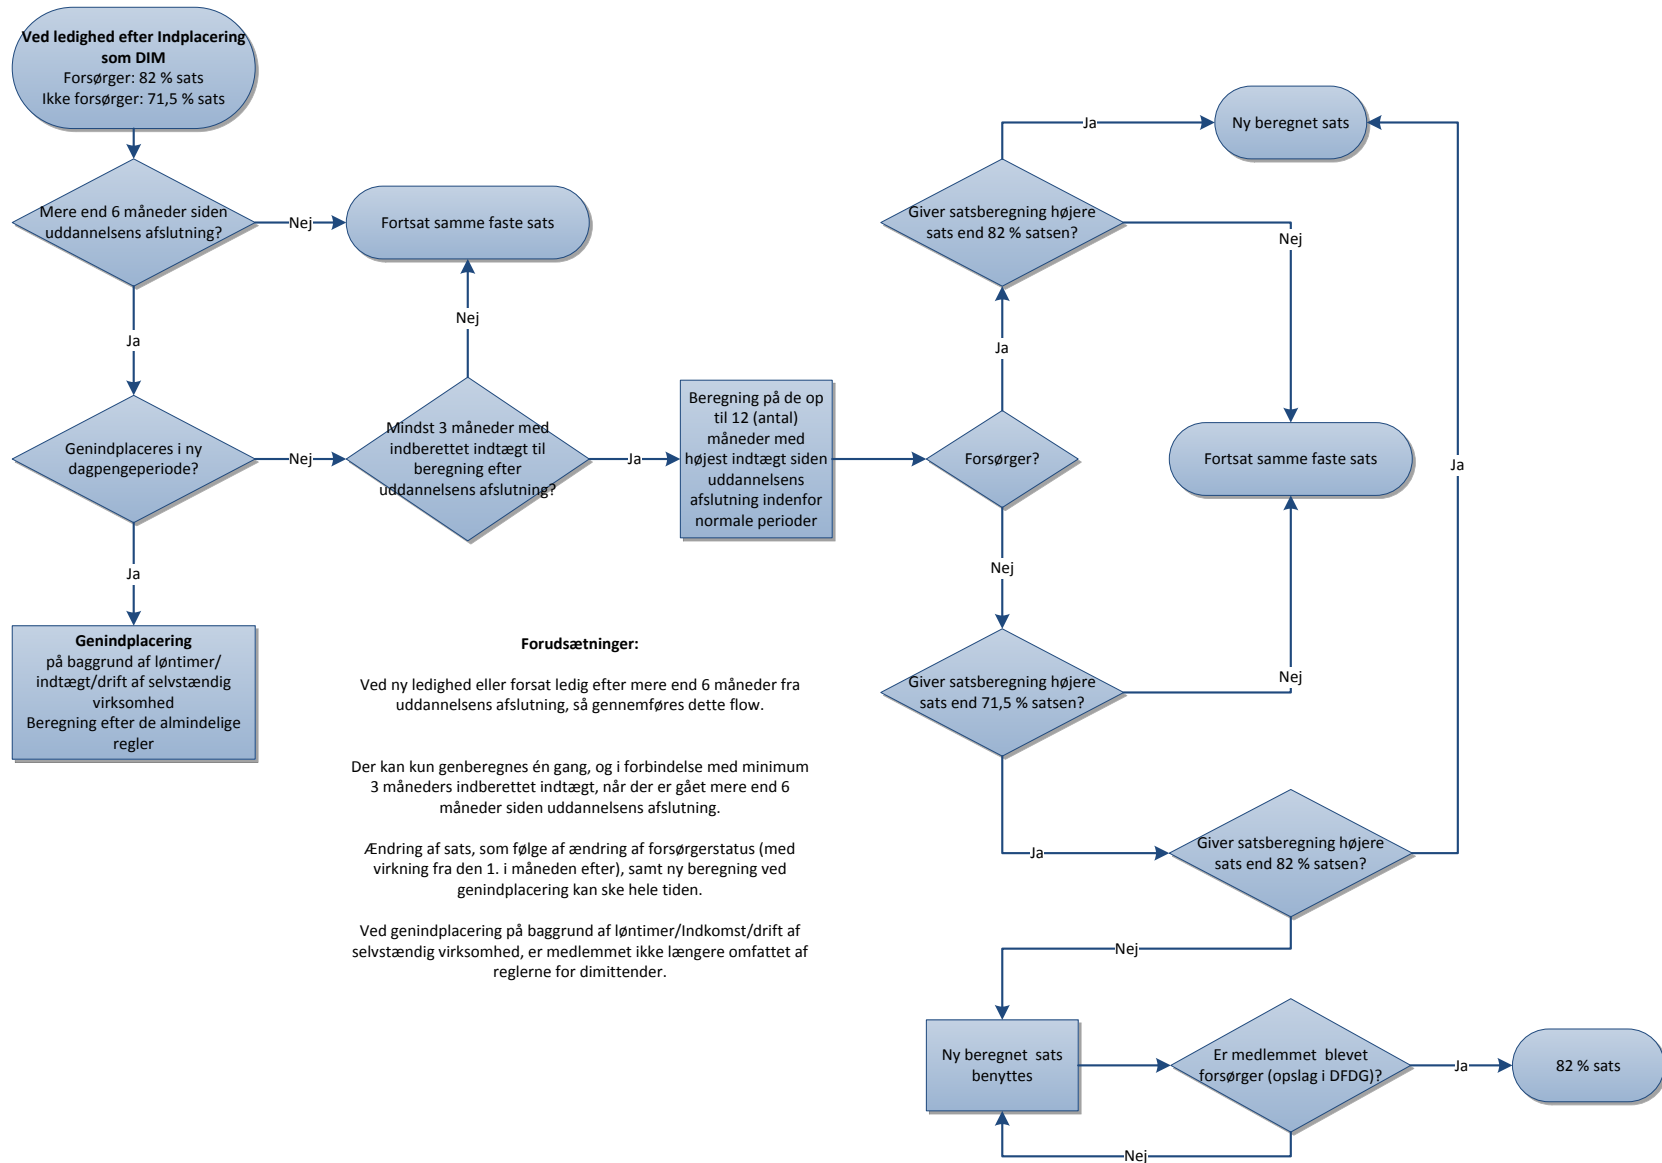 Ved ledighed efter Indplacering
som DIM
Forsørger: 82 % sats
Ikke forsørger: 71,5 % sats
Mere end 6 måneder siden
uddannelsens afslutning?
Nej
Fortsat samme faste sats
Ja
Genindplaceres i ny
dagpengeperiode?
Nej
Mindst 3 måneder med
indberettet indtægt til
beregning efter
uddannelsens afslutning?
Nej
Ja
Beregning på de op
til 12 (antal)
måneder med
højest indtægt siden
uddannelsens
afslutning indenfor
normale perioder
Ja
Genindplacering
på baggrund af løntimer/
indtægt/drift af selvstændig
virksomhed
Beregning efter de almindelige
regler
Forsørger?
Ja
Giver satsberegning højere
sats end 82 % satsen?
Ja
Ny beregnet sats
Nej
Fortsat samme faste sats
Nej
Giver satsberegning højere
sats end 71,5 % satsen?
Nej
Ja
Giver satsberegning højere
sats end 82 % satsen?
Ja
Nej
Ny beregnet  sats
benyttes
Er medlemmet  blevet
forsørger (opslag i DFDG)?
Ja
82 % sats
Nej
Forudsætninger:
Ved ny ledighed eller forsat ledig efter mere end 6 måneder fra
uddannelsens afslutning, så gennemføres dette flow.
Der kan kun genberegnes én gang, og i forbindelse med minimum
3 måneders indberettet indtægt, når der er gået mere end 6
måneder siden uddannelsens afslutning.
Ændring af sats, som følge af ændring af forsørgerstatus (med
virkning fra den 1. i måneden efter), samt ny beregning ved
genindplacering kan ske hele tiden.
Ved genindplacering på baggrund af løntimer/Indkomst/drift af
selvstændig virksomhed, er medlemmet ikke længere omfattet af
reglerne for dimittender.